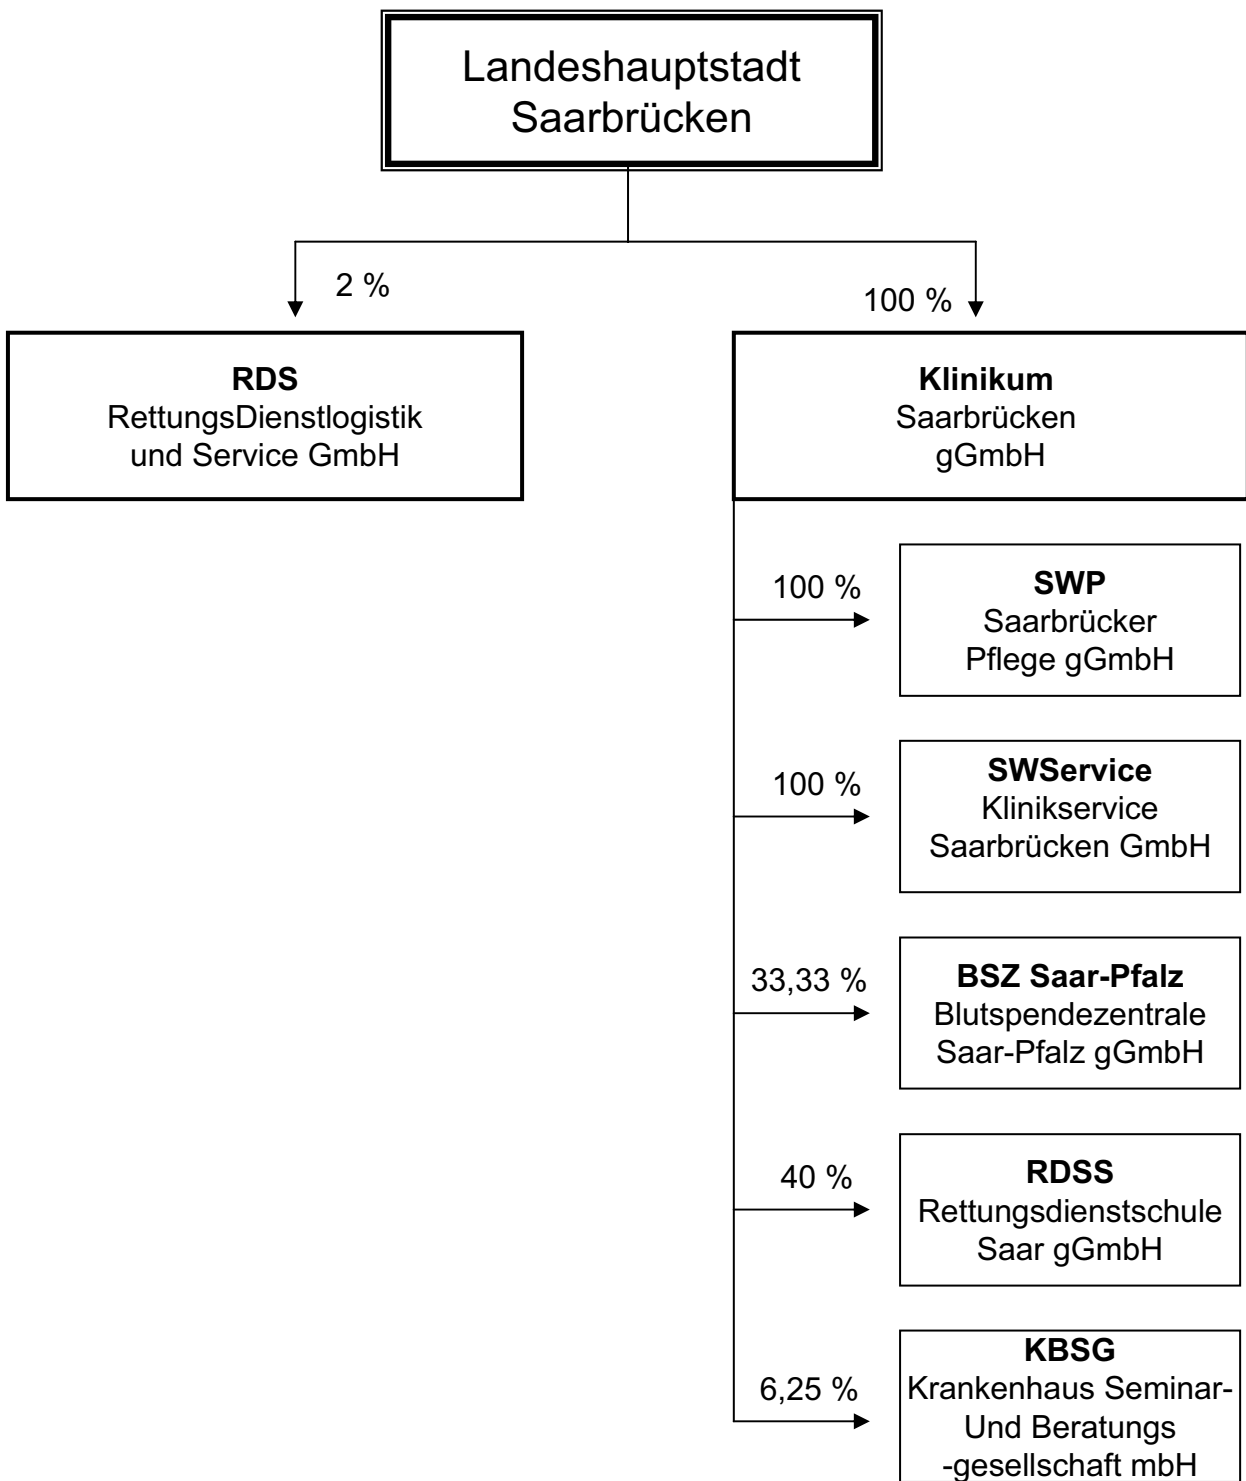 Landeshauptstadt
Saarbrücken
2 %
100 %
RDS
RettungsDienstlogistik
und Service GmbH
Klinikum
Saarbrücken
gGmbH
100 %
SWP
Saarbrücker
Pflege gGmbH
100 %
SWService
Klinikservice
Saarbrücken GmbH
33,33 %
BSZ Saar-Pfalz
Blutspendezentrale
Saar-Pfalz gGmbH
40 %
RDSS
Rettungsdienstschule
Saar gGmbH
6,25 %
KBSG
Krankenhaus Seminar-
Und Beratungs
-gesellschaft mbH